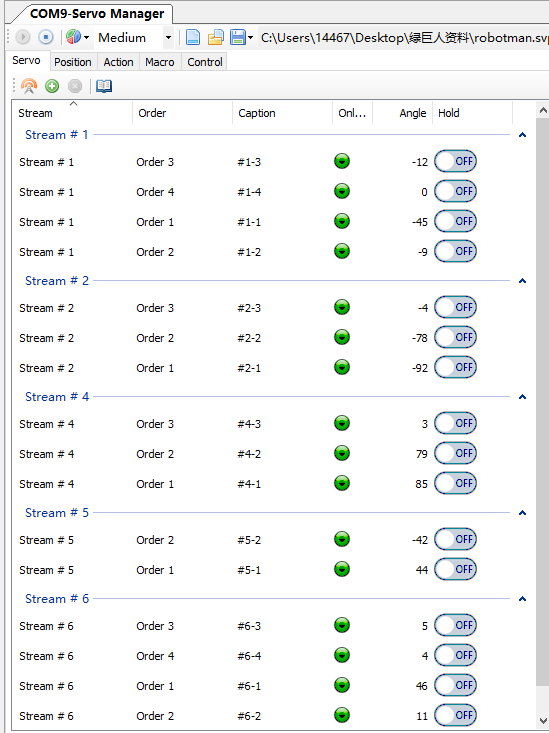 COM9-Servo Manager
Medium C:\Users\14467\Desktop\绿巨人资料\robotman.svp
Servo Position Action Macro Control
Stream Order Caption Onl... Angle Hold
Stream # 1
Stream # 1 Order 3 #1-3 -12 OFF
Stream # 1 Order 4 #1-4 0 OFF
Stream # 1 Order 1 #1-1 -45 OFF
Stream # 1 Order 2 #1-2 -9 OFF
Stream # 2
Stream # 2 Order 3 #2-3 -4 OFF
Stream # 2 Order 2 #2-2 -78 OFF
Stream # 2 Order 1 #2-1 -92 OFF
Stream # 4
Stream # 4 Order 3 #4-3 3 OFF
Stream # 4 Order 2 #4-2 79 OFF
Stream # 4 Order 1 #4-1 85 OFF
Stream # 5
Stream # 5 Order 2 #5-2 -42 OFF
Stream # 5 Order 1 #5-1 44 OFF
Stream # 6
Stream # 6 Order 3 #6-3 5 OFF
Stream # 6 Order 4 #6-4 4 OFF
Stream # 6 Order 1 #6-1 46 OFF
Stream # 6 Order 2 #6-2 11 OFF